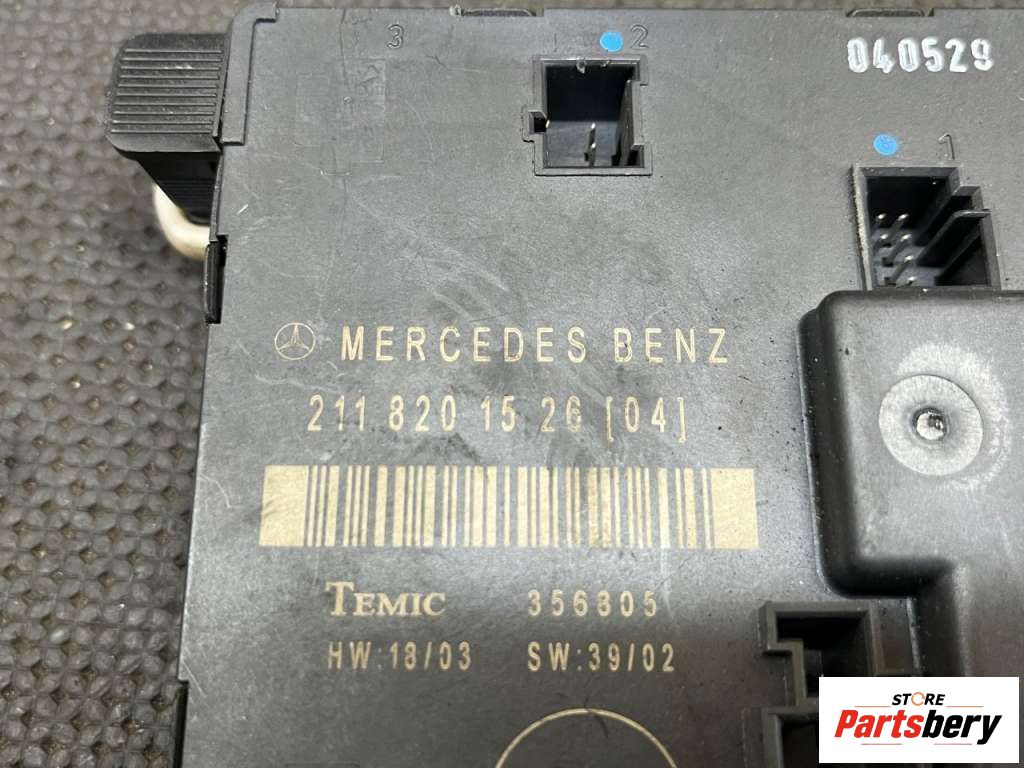 3
2
040529
1
MERCEDES BENZ
211 820 15 26 [04]
TEMIC 356805
HW:18/03 SW:39/02
STORE
Partsbery